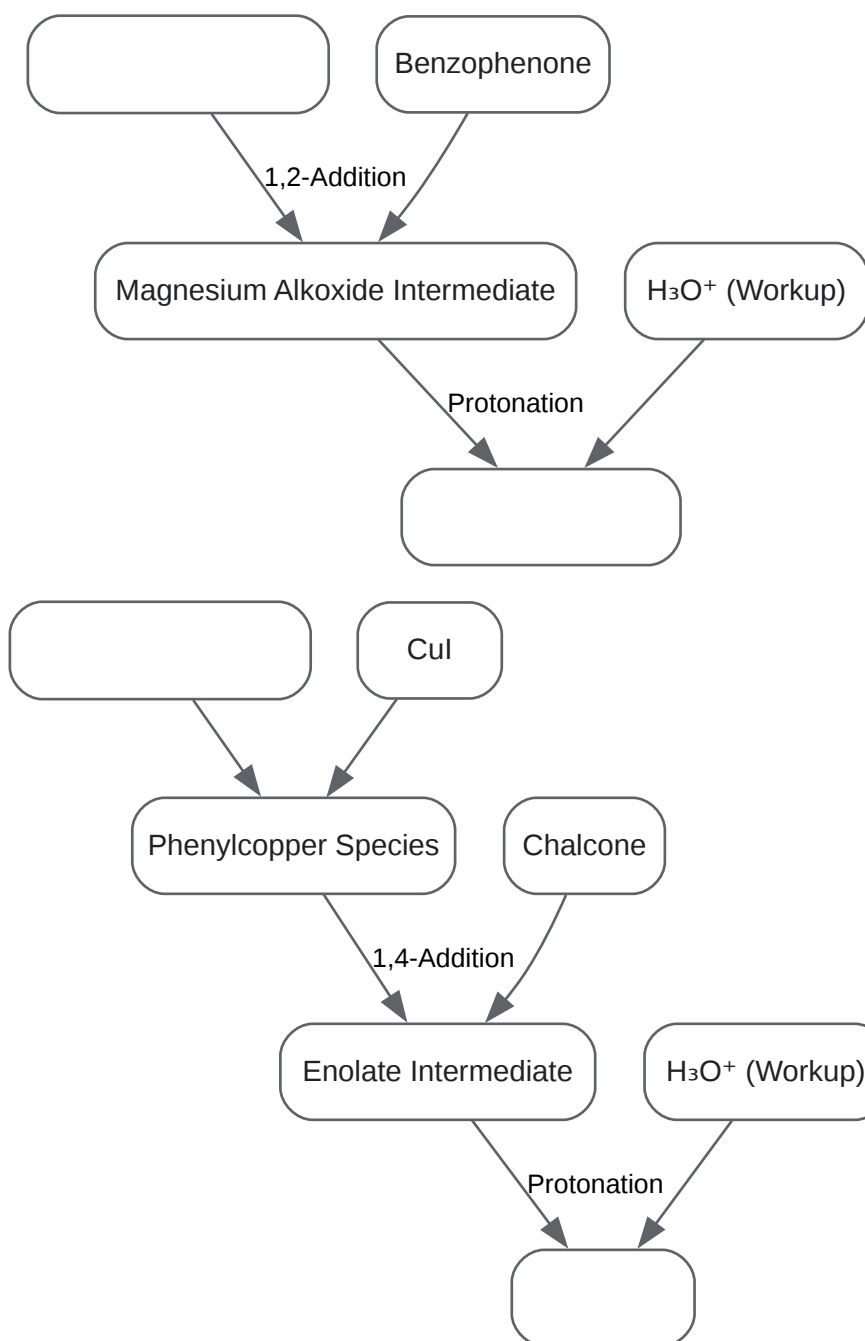 Benzophenone
1,2-Addition
Magnesium Alkoxide Intermediate
H₃O⁺ (Workup)
Protonation
CuI
Phenylcopper Species
Chalcone
1,4-Addition
Enolate Intermediate
H₃O⁺ (Workup)
Protonation